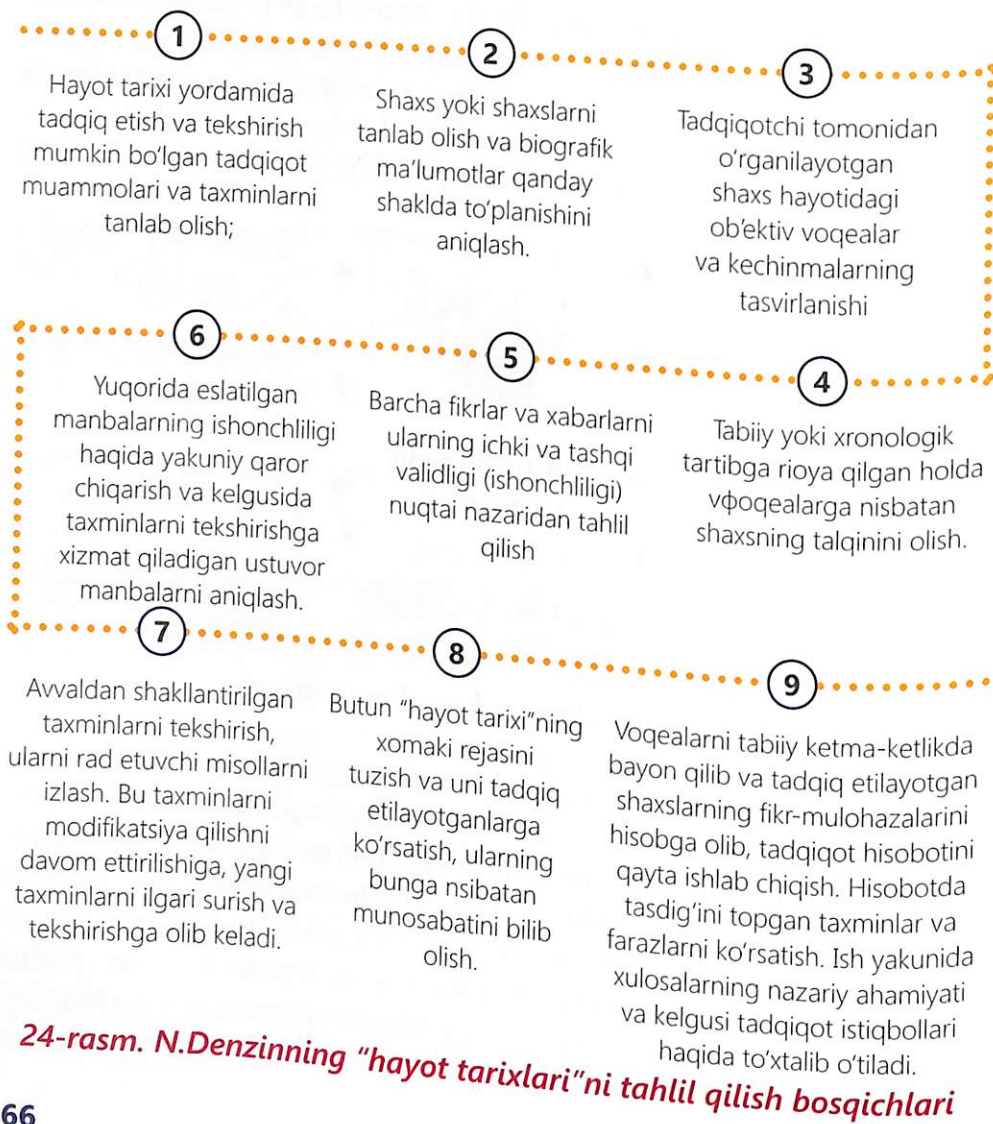 1
Hayot tarixi yordamida
tadqiq etish va tekshirish
mumkin bo‘lgan tadqiqot
muammolari va taxminlarni
tanlab olish;
2
Shaxs yoki shaxslarni
tanlab olish va biografik
ma’lumotlar qanday
shaklda to‘planishini
aniqlash.
3
Tadqiqotchi tomonidan
o‘rganilayotgan
shaxs hayotidagi
ob’ektiv voqealar
va kechinmalarning
tasvirlanishi
4
Tabiiy yoki xronologik
tartibga rioya qilgan holda
vфoqealarga nisbatan
shaxsning talqinini olish.
5
Barcha fikrlar va xabarlarni
ularning ichki va tashqi
validligi (ishonchliligi)
nuqtai nazaridan tahlil
qilish
6
Yuqorida eslatilgan
manbalarning ishonchliligi
haqida yakuniy qaror
chiqarish va kelgusida
taxminlarni tekshirishga
xizmat qiladigan ustuvor
manbalarni aniqlash.
7
Avvaldan shakllantirilgan
taxminlarni tekshirish,
ularni rad etuvchi misollarni
izlash. Bu taxminlarni
modifikatsiya qilishni
davom ettirilishiga, yangi
taxminlarni ilgari surish va
tekshirishga olib keladi.
8
Butun “hayot tarixi”ning
xomaki rejasini
tuzish va uni tadqiq
etilayotganlarga
ko‘rsatish, ularning
bunga nsibatan
munosabatini bilib
olish.
9
Voqealarni tabiiy ketma-ketlikda
bayon qilib va tadqiq etilayotgan
shaxslarning fikr-mulohazalarini
hisobga olib, tadqiqot hisobotini
qayta ishlab chiqish. Hisobotda
tasdig‘ini topgan taxminlar va
farazlarni ko‘rsatish. Ish yakunida
xulosalarning nazariy ahamiyati
va kelgusi tadqiqot istiqbollari
haqida to‘xtalib o‘tiladi.
24-rasm. N.Denzinning “hayot tarixlari”ni tahlil qilish bosqichlari
66